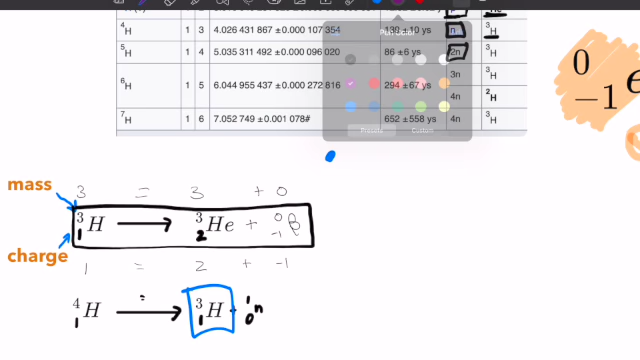 ⁴H 1 3 4.026 431 867 ±0.000 107 354 138 ±10 ys n ³H
⁵H 1 4 5.035 311 492 ±0.000 096 020 86 ±6 ys 2n ³H
⁶H 1 5 6.044 955 437 ±0.000 272 816 294 ±67 ys 3n ³H
4n ²H
⁷H 1 6 7.052 749 ±0.001 078# 652 ±558 ys 4n ³H
Presets Custom
0
-1 e
mass
3 = 3 + 0
³₁H → ³₂He + ⁰₋₁β
charge
1 = 2 + -1
⁴₁H → ³₁H + ¹₀n